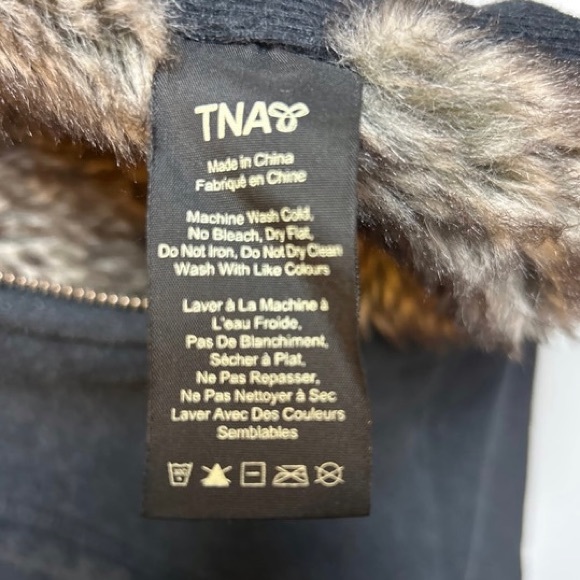 TNA
Made in China
Fabriqué en Chine
Machine Wash Cold,
No Bleach, Dry Flat,
Do Not Iron, Do Not Dry Clean
Wash With Like Colours
Laver à La Machine à
L'eau Froide,
Pas De Blanchiment,
Sécher à Plat,
Ne Pas Repasser,
Ne Pas Nettoyer à Sec
Laver Avec Des Couleurs
Semblables